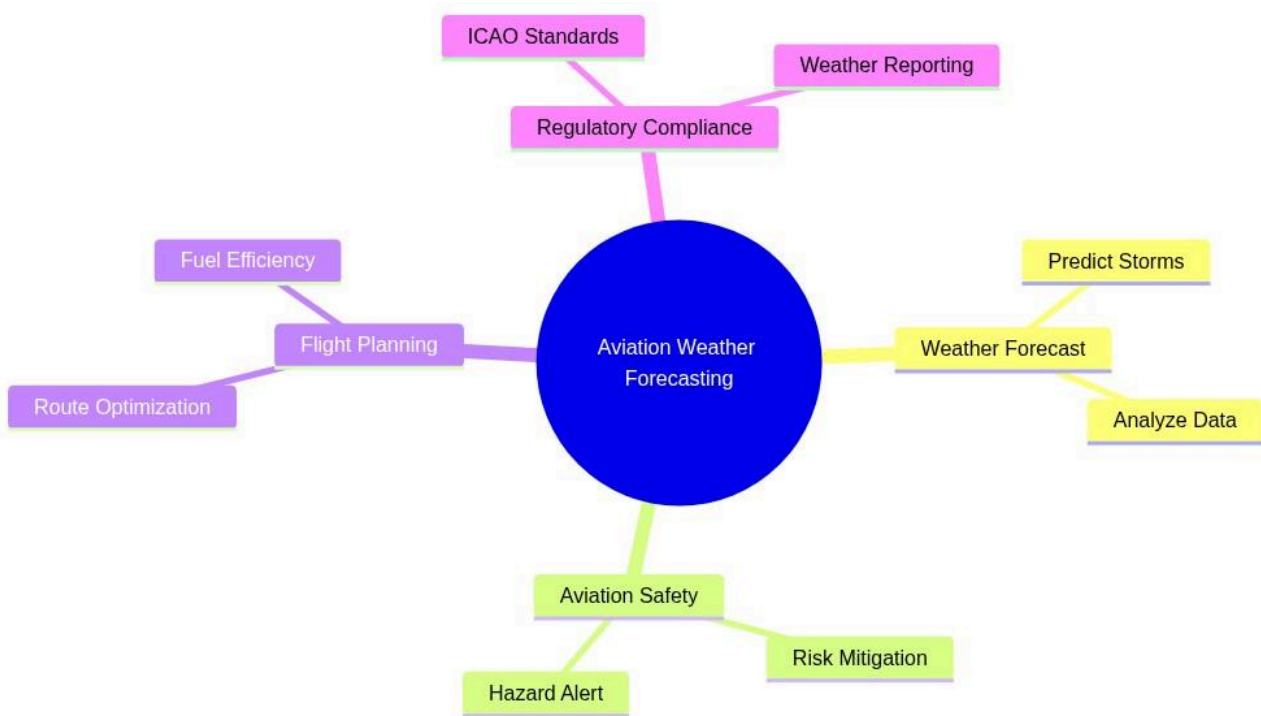 ICAO Standards
Weather Reporting
Regulatory Compliance
Fuel Efficiency
Predict Storms
Flight Planning
Aviation Weather
Forecasting
Weather Forecast
Route Optimization
Analyze Data
Aviation Safety
Risk Mitigation
Hazard Alert